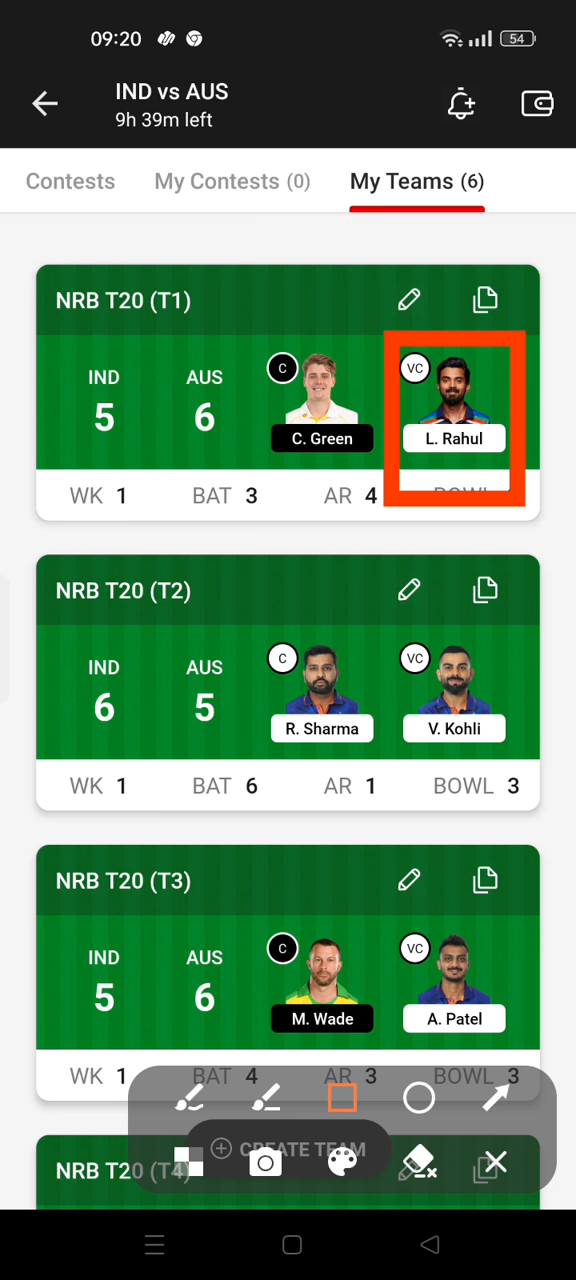 09:20
54
IND vs AUS
9h 39m left
Contests My Contests (0) My Teams (6)
NRB T20 (T1)
IND AUS C VC
5 6
C. Green L. Rahul
WK 1 BAT 3 AR 4 BOWL
NRB T20 (T2)
IND AUS C VC
6 5
R. Sharma V. Kohli
WK 1 BAT 6 AR 1 BOWL 3
NRB T20 (T3)
IND AUS C VC
5 6
M. Wade A. Patel
WK 1 BAT 4 AR 3 BOWL 3
CREATE TEAM
NRB T20 (T4)